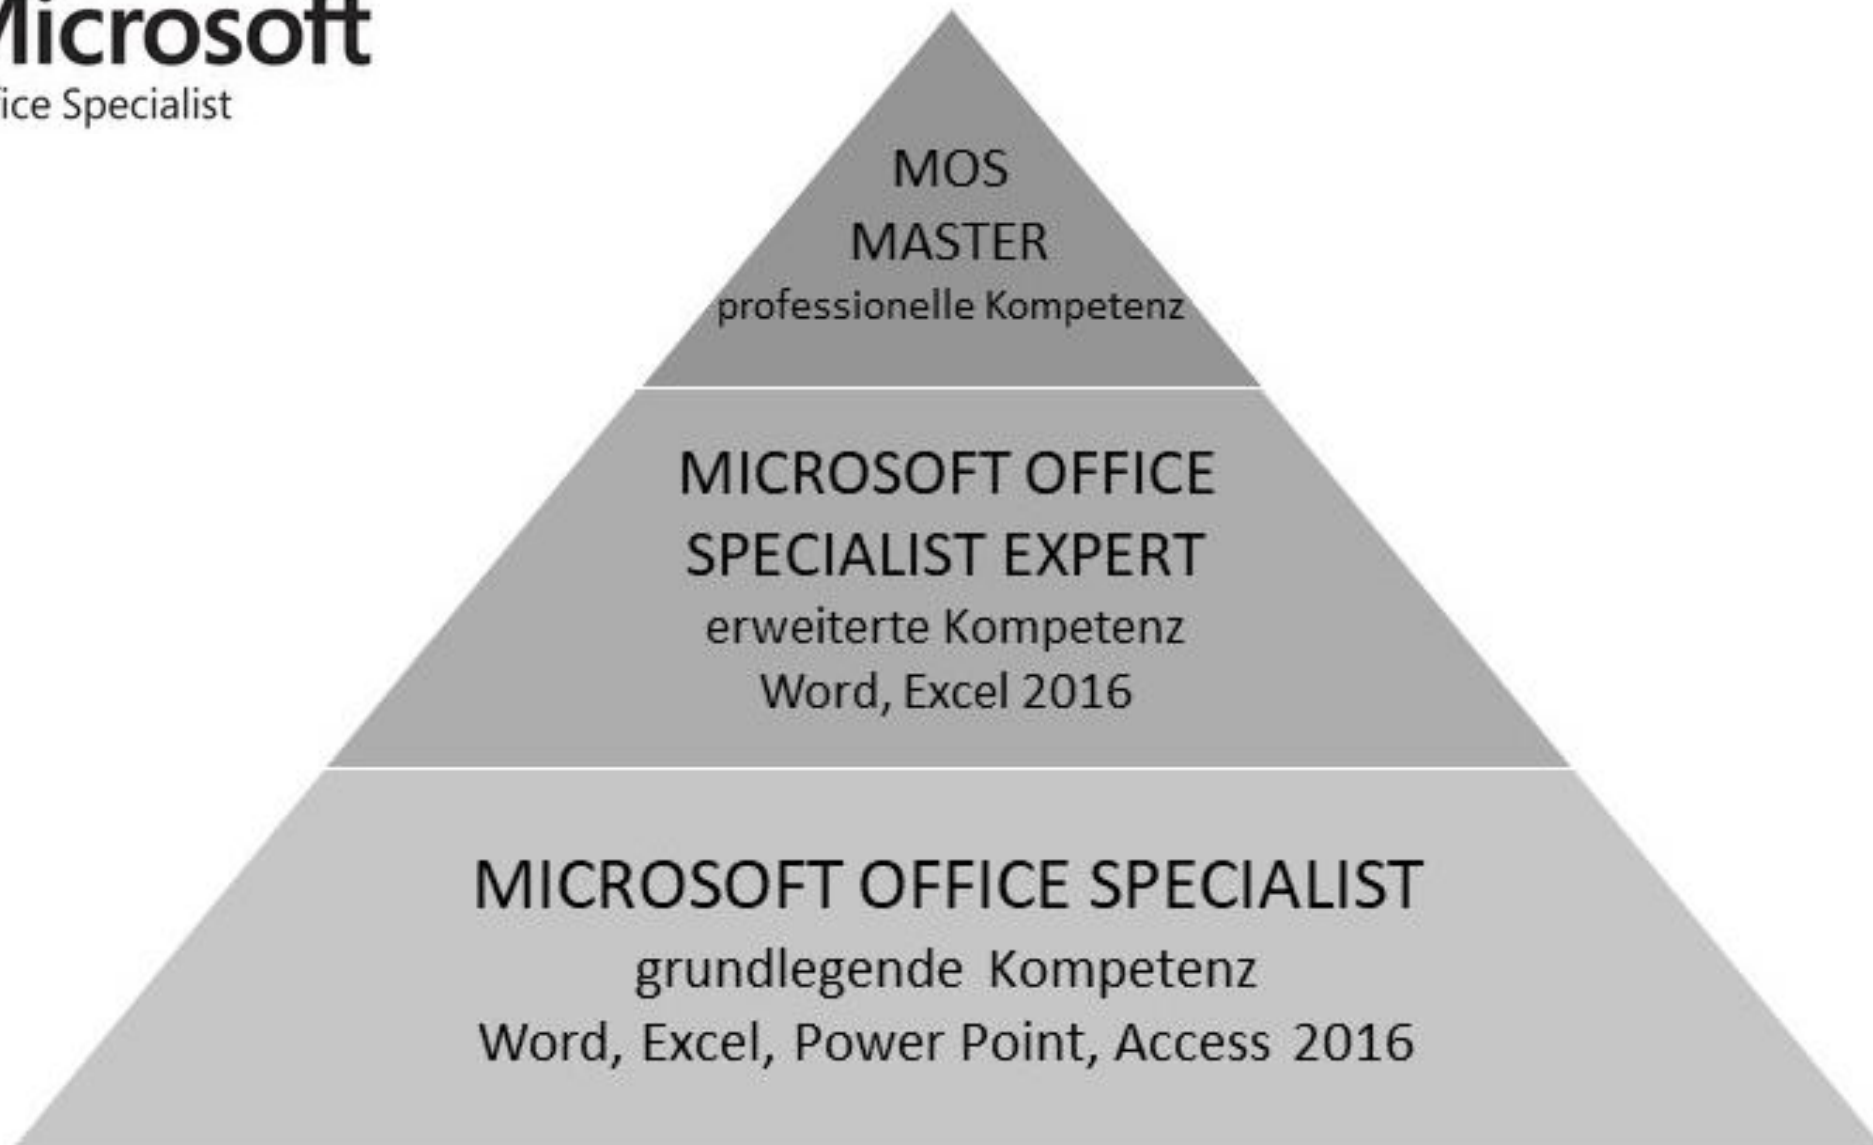 Microsoft
ice Specialist
MOS
MASTER
professionelle Kompetenz
MICROSOFT OFFICE
SPECIALIST EXPERT
erweiterte Kompetenz
Word, Excel 2016
MICROSOFT OFFICE SPECIALIST
grundlegende Kompetenz
Word, Excel, Power Point, Access 2016